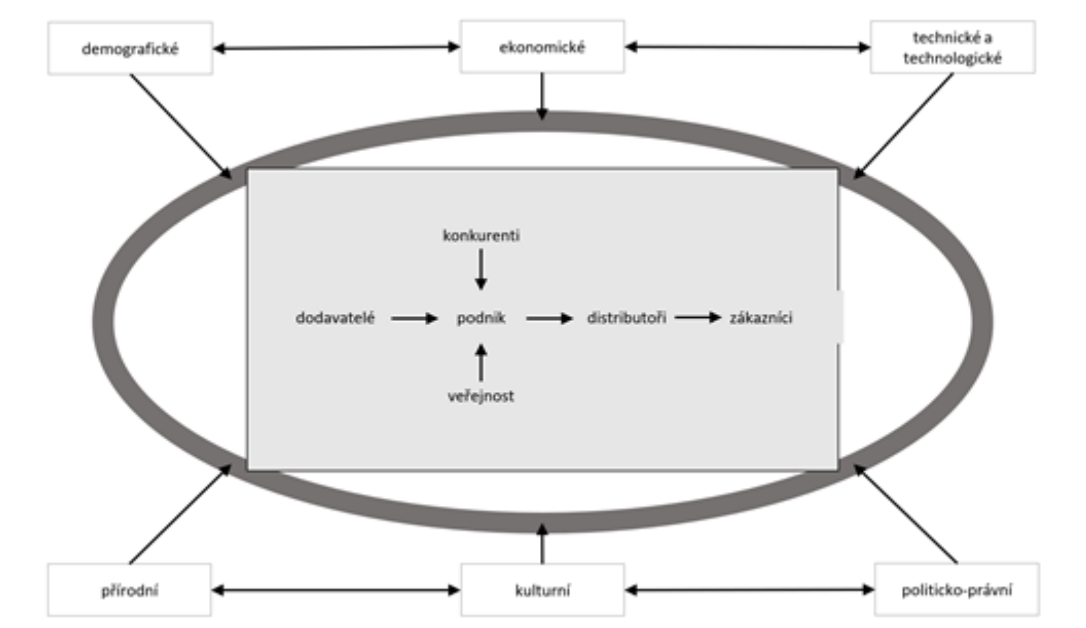 demografické
ekonomické
technické a
technologické
konkurenti
dodavatelé
podnik
distributoři
zákazníci
veřejnost
přírodní
kulturní
politicko-právní